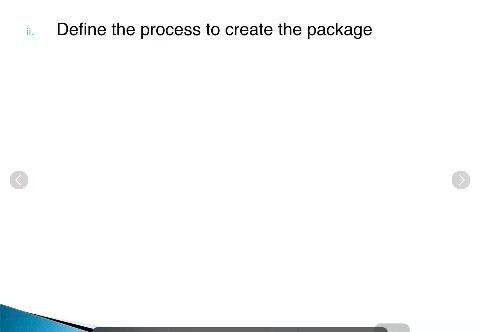 ii. Define the process to create the package